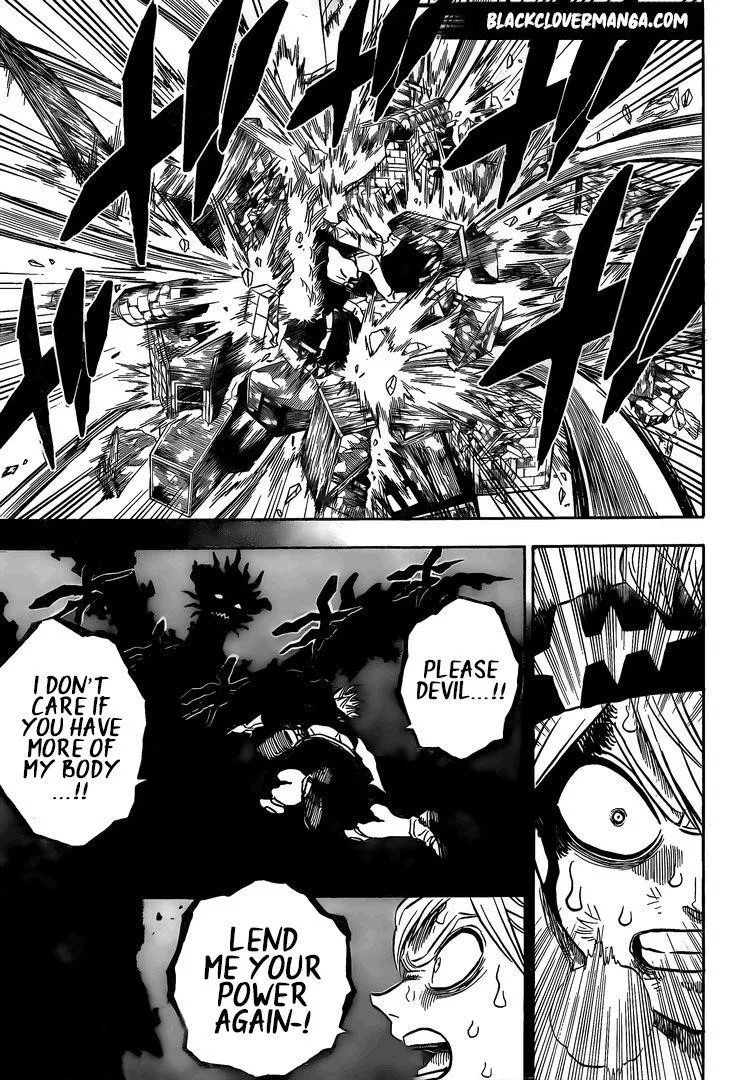 BLACKCLOVERMANGA.COM
PLEASE
DEVIL...!!
I DON'T
CARE IF
YOU HAVE
MORE OF
MY BODY
...!!
LEND
ME YOUR
POWER
AGAIN-!